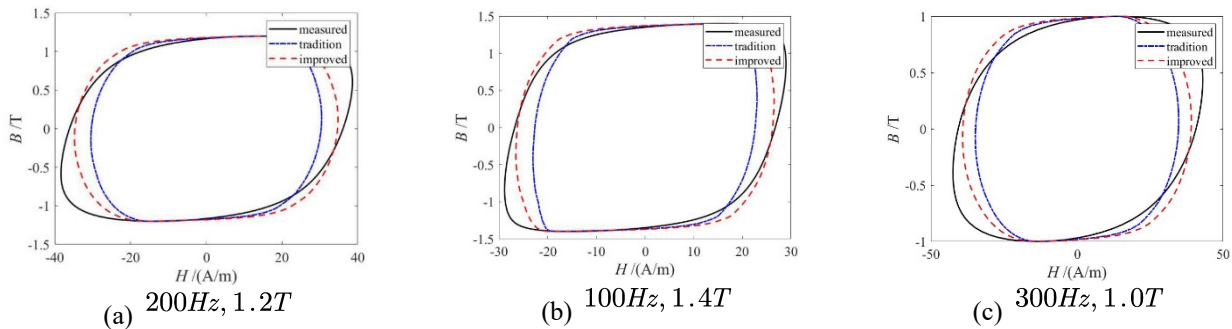 1.5
1
0.5
0
-0.5
-1
-1.5
B /T
-40
-20
0
20
40
H /(A/m)
measured
tradition
improved
(a) 200Hz, 1.2T
1.5
1
0.5
0
-0.5
-1
-1.5
B /T
-30
-20
-10
0
10
20
30
H /(A/m)
measured
tradition
improved
(b) 100Hz, 1.4T
1
0.5
0
-0.5
-1
B /T
-50
0
50
H /(A/m)
measured
tradition
improved
(c) 300Hz, 1.0T